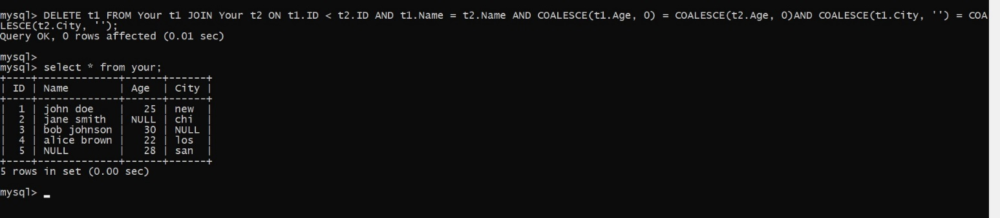 mysql> DELETE t1 FROM Your t1 JOIN Your t2 ON t1.ID < t2.ID AND t1.Name = t2.Name AND COALESCE(t1.Age, 0) = COALESCE(t2.Age, 0)AND COALESCE(t1.City, '') = COA
LESCE(t2.City, '');
Query OK, 0 rows affected (0.01 sec)
mysql>
mysql> select * from your;
+----+-------------+------+------+
| ID | Name        | Age  | City |
+----+-------------+------+------+
|  1 | john doe    |   25 | new  |
|  2 | jane smith  | NULL | chi  |
|  3 | bob johnson |   30 | NULL |
|  4 | alice brown |   22 | los  |
|  5 | NULL        |   28 | san  |
+----+-------------+------+------+
5 rows in set (0.00 sec)
mysql>